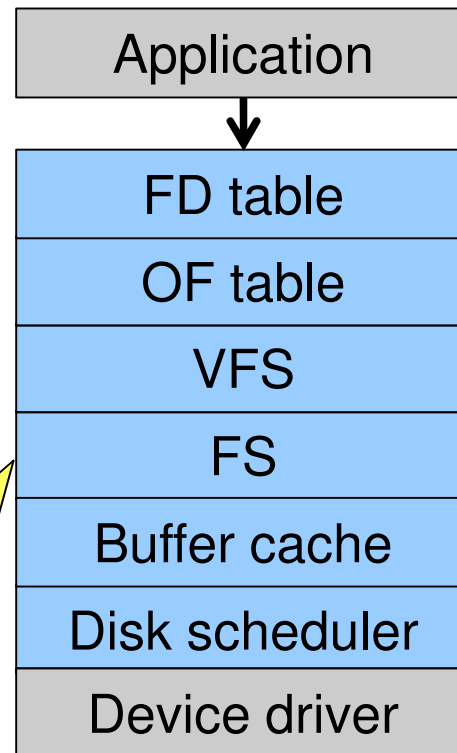 Application
FD table
OF table
VFS
FS
Buffer cache
Disk scheduler
Device driver